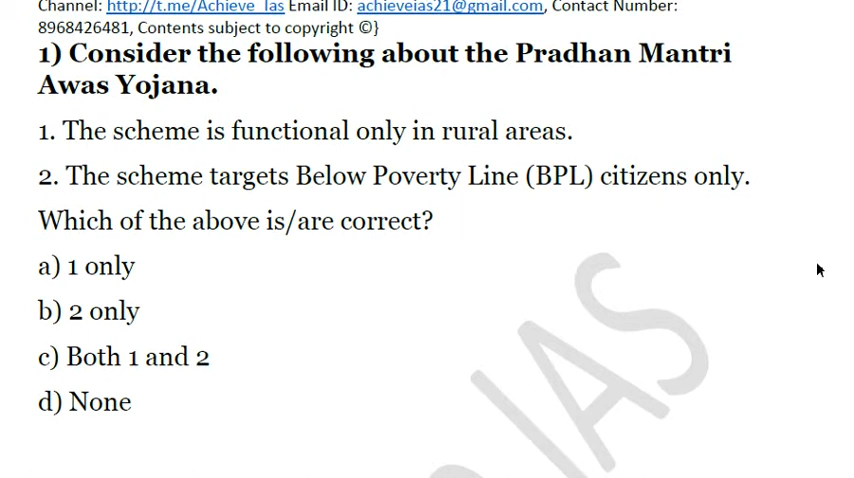 Channel: http://t.me/Achieve_Ias Email ID: achieveias21@gmail.com, Contact Number:
8968426481, Contents subject to copyright ©}
1) Consider the following about the Pradhan Mantri
Awas Yojana.
1. The scheme is functional only in rural areas.
2. The scheme targets Below Poverty Line (BPL) citizens only.
Which of the above is/are correct?
a) 1 only
b) 2 only
c) Both 1 and 2
d) None
IAS